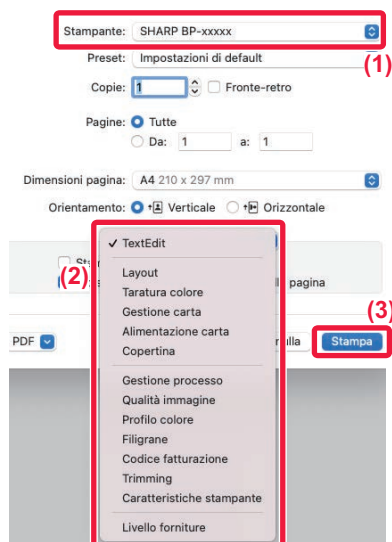 Stampante: SHARP BP-xxxxx
(1)
Preset: Impostazioni di default
Copie: 1 Fronte-retro
Pagine: Tutte
Da: 1 a: 1
Dimensioni pagina: A4 210 x 297 mm
Orientamento: Verticale Orizzontale
✓ TextEdit
(2)
pagina
Layout
Taratura colore
Gestione carta
Alimentazione carta
Copertina
(3)
PDF
Stampa
Gestione processo
Qualità immagine
Profilo colore
Filigrane
Codice fatturazione
Trimming
Caratteristiche stampante
Livello forniture